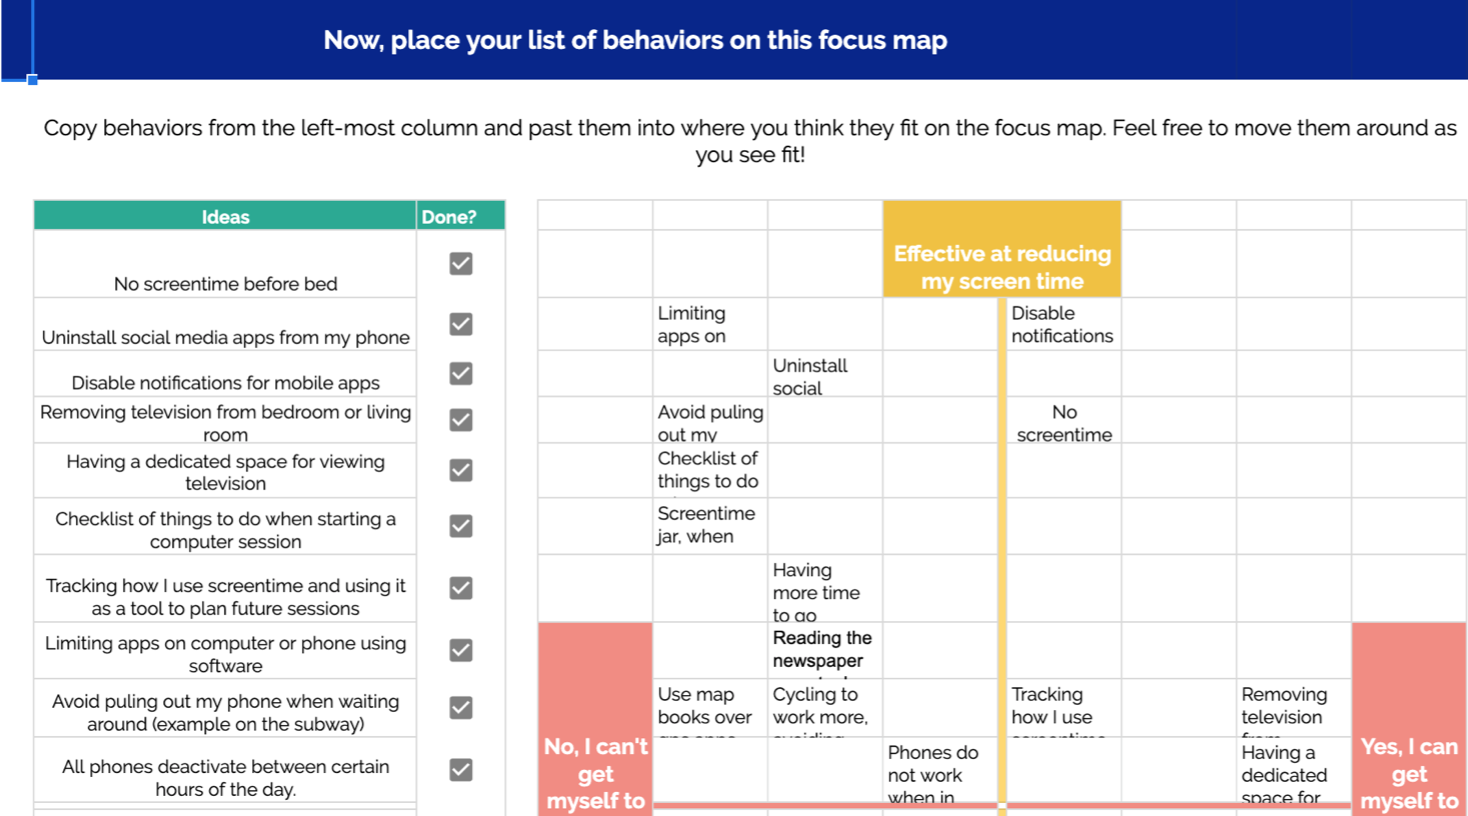 Now, place your list of behaviors on this focus map
Copy behaviors from the left-most column and past them into where you think they fit on the focus map. Feel free to move them around as
you see fit!
Ideas
Done?
No screentime before bed
Uninstall social media apps from my phone
Disable notifications for mobile apps
Removing television from bedroom or living
room
Having a dedicated space for viewing
television
Checklist of things to do when starting a
computer session
Tracking how I use screentime and using it
as a tool to plan future sessions
Limiting apps on computer or phone using
software
Avoid puling out my phone when waiting
around (example on the subway)
All phones deactivate between certain
hours of the day.
Effective at reducing
my screen time
Limiting
apps on
Disable
notifications
Uninstall
social
Avoid puling
out my
No
screentime
Checklist of
things to do
Screentime
jar, when
Having
more time
to go
Reading the
newspaper
Use map
books over
Cycling to
work more,
avoiding
Tracking
how I use
screentime
Removing
television
from
Phones do
not work
when in
Having a
dedicated
space for
No, I can't
get
myself to
Yes, I can
get
myself to